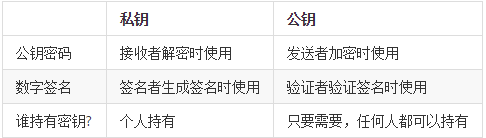 私钥 公钥
公钥密码 接收者解密时使用 发送者加密时使用
数字签名 签名者生成签名时使用 验证者验证签名时使用
谁持有密钥? 个人持有 只要需要，任何人都可以持有